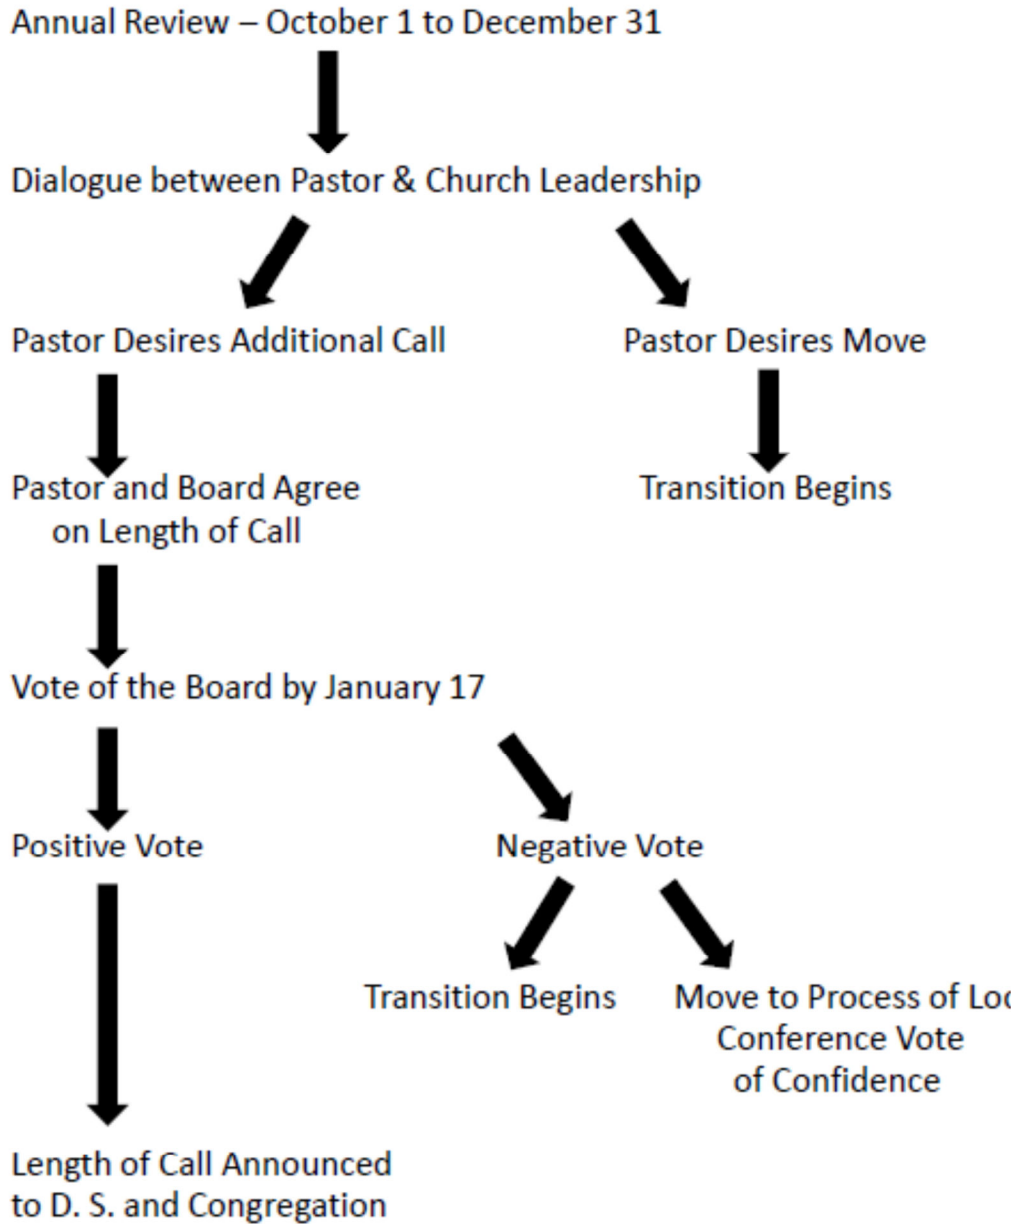 Annual Review – October 1 to December 31
Dialogue between Pastor & Church Leadership
Pastor Desires Additional Call
Pastor Desires Move
Pastor and Board Agree
on Length of Call
Transition Begins
Vote of the Board by January 17
Positive Vote
Negative Vote
Transition Begins
Move to Process of
Conference Vote
of Confidence
Length of Call Announced
to D. S. and Congregation